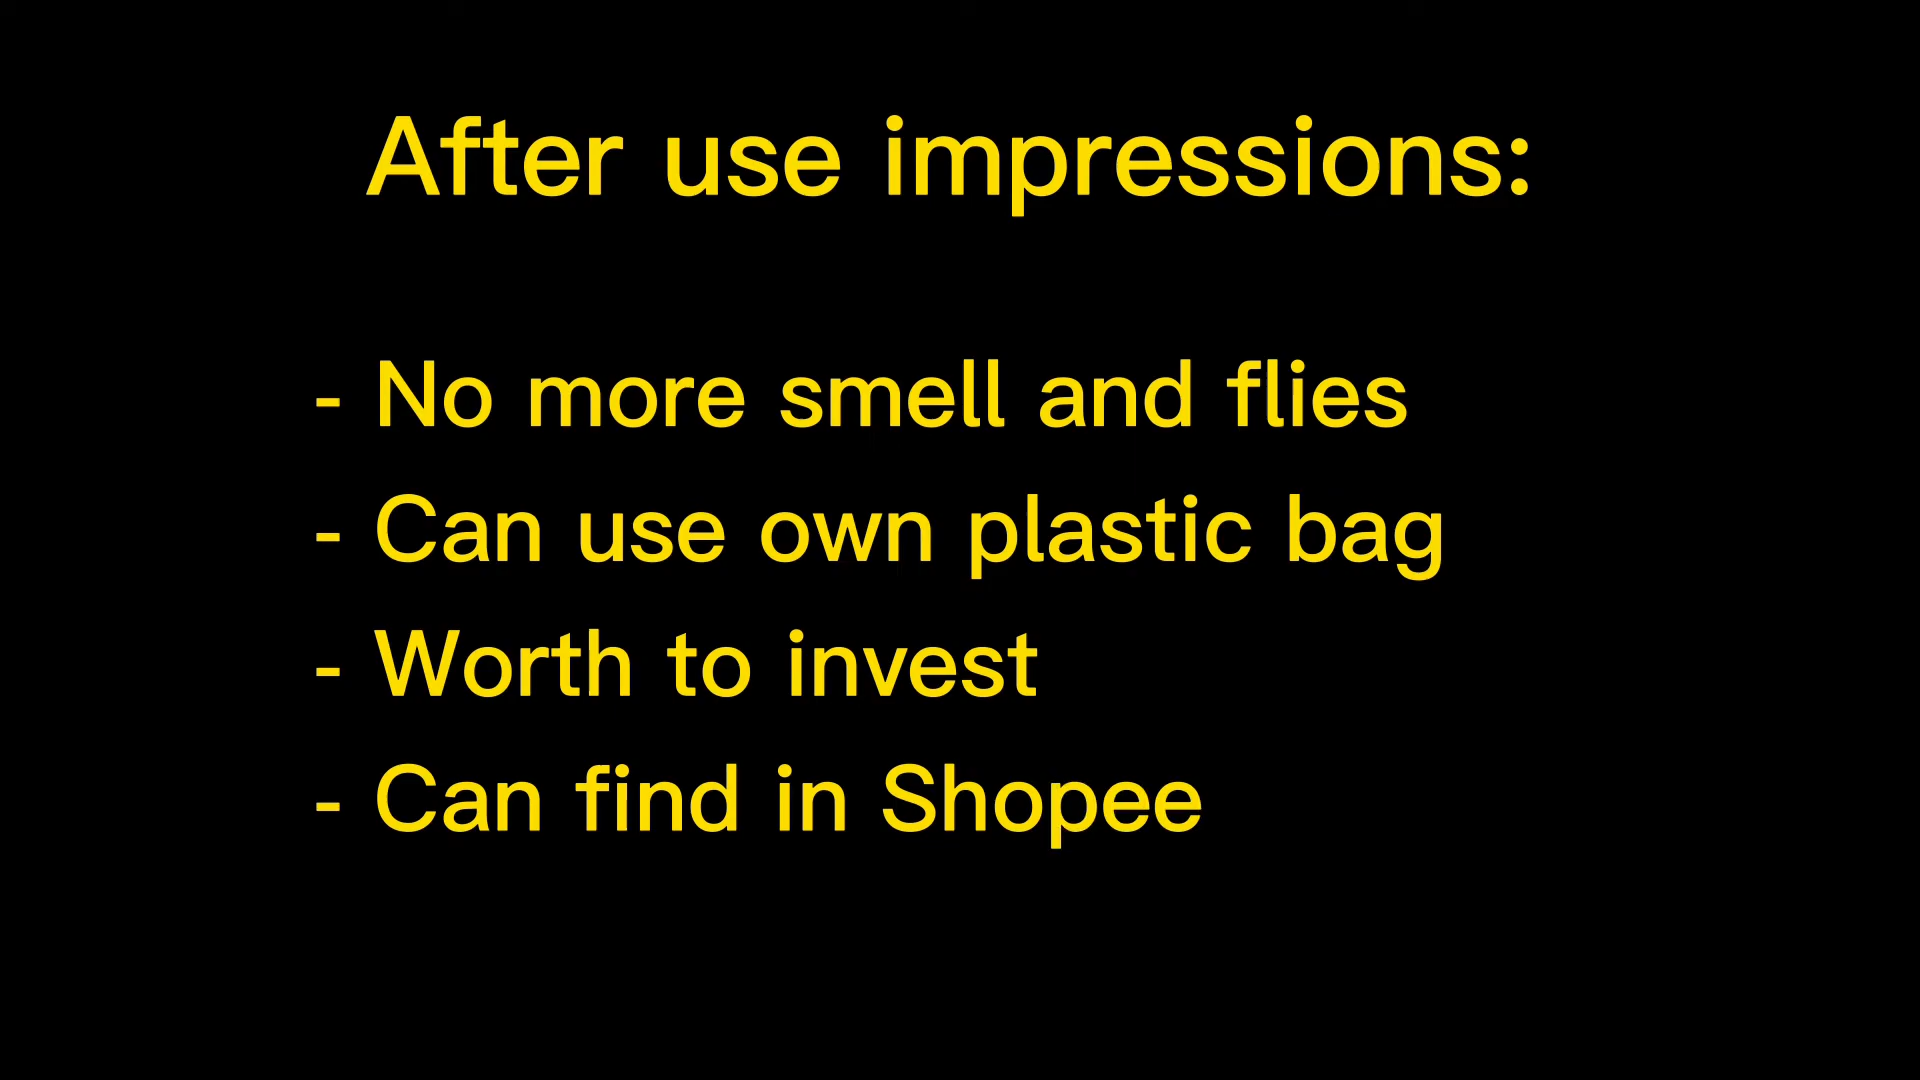 After use impressions:
- No more smell and flies
- Can use own plastic bag
- Worth to invest
- Can find in Shopee